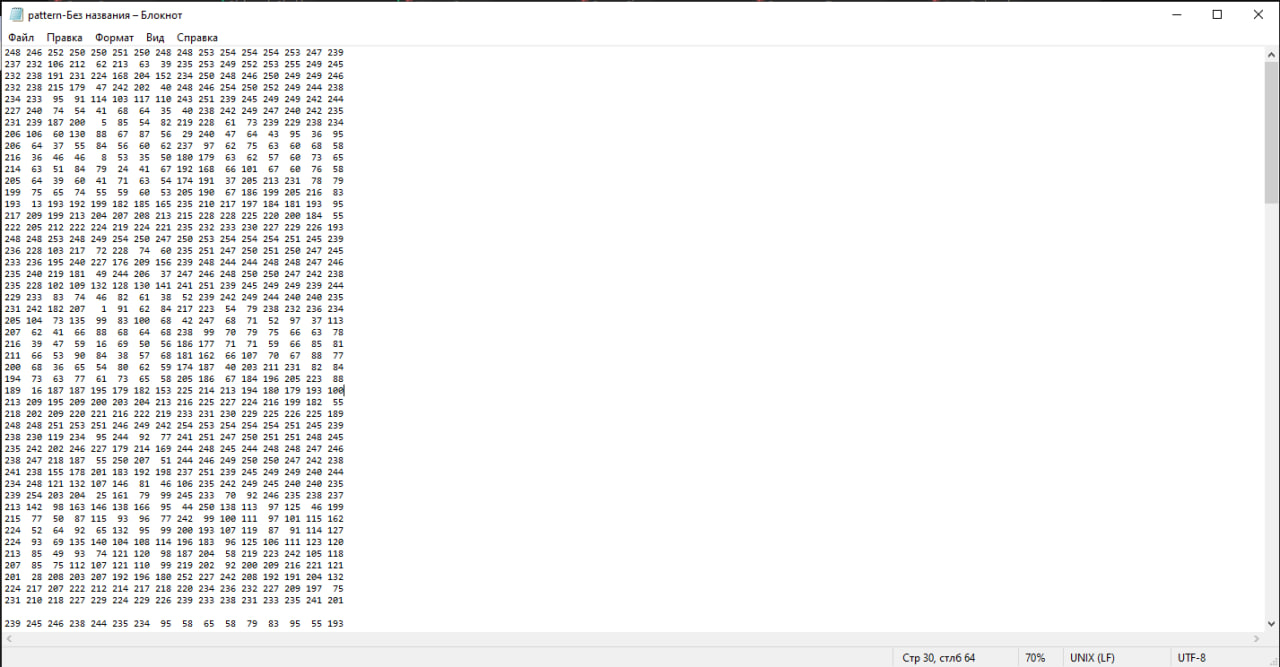 pattern-Без названия – Блокнот
Файл Правка Формат Вид Справка
248 246 252 250 250 251 250 248 248 253 254 254 254 253 247 239
237 232 106 212  62 213  63  39 235 253 249 252 253 255 249 245
232 238 191 231 224 168 204 152 234 250 248 246 250 249 249 246
232 238 215 179  47 242 202  40 248 246 254 250 252 249 244 238
234 233  95  91 114 103 117 110 243 251 239 245 249 249 242 244
227 240  74  54  41  68  64  35  40 238 242 249 247 240 242 235
231 239 187 200   5  85  54  82 219 228  61  73 239 229 238 234
206 106  60 130  88  67  87  56  29 240  47  64  43  95  36  95
206  64  37  55  84  56  60  62 237  97  62  75  63  60  68  58
216  36  46  46   8  53  35  50 180 179  63  62  57  60  73  65
214  63  51  84  79  24  41  67 192 168  66 101  67  60  76  58
205  64  39  60  41  71  63  54 174 191  37 205 213 231  78  79
199  75  65  74  55  59  60  53 205 190  67 186 199 205 216  83
193  13 193 192 199 182 185 165 235 210 217 197 184 181 193  95
217 209 199 213 204 207 208 213 215 228 228 225 220 200 184  55
222 205 212 222 224 219 224 221 235 232 233 230 227 229 226 193
248 248 253 248 249 254 250 247 250 253 254 254 254 251 245 239
236 228 103 217  72 228  74  60 235 251 247 250 251 250 247 245
233 236 195 240 227 176 209 156 239 248 244 244 248 248 247 246
235 240 219 181  49 244 206  37 247 246 248 250 250 247 242 238
235 228 102 109 132 128 130 141 241 251 239 245 249 249 239 244
229 233  83  74  46  82  61  38  52 239 242 249 244 240 240 235
231 242 182 207   1  91  62  84 217 223  54  79 238 232 236 234
205 104  73 135  99  83 100  68  42 247  68  71  52  97  37 113
207  62  41  66  88  68  64  68 238  99  70  79  75  66  63  78
216  39  47  59  16  69  50  56 186 177  71  71  59  66  85  81
211  66  53  90  84  38  57  68 181 162  66 107  70  67  88  77
200  68  36  65  54  80  62  59 174 187  40 203 211 231  82  84
194  73  63  77  61  73  65  58 205 186  67 184 196 205 223  88
189  16 187 187 195 179 182 153 225 214 213 194 180 179 193 100
213 209 195 209 200 203 204 213 216 225 227 224 216 199 182  55
218 202 209 220 221 216 222 219 233 231 230 229 225 226 225 189
248 248 251 253 251 246 249 242 254 253 254 254 254 251 245 239
238 230 119 234  95 244  92  77 241 251 247 250 251 251 248 245
235 242 202 246 227 179 214 169 244 248 245 244 248 248 247 246
238 247 218 187  55 250 207  51 244 246 249 250 250 247 242 238
241 238 155 178 201 183 192 198 237 251 239 245 249 249 240 244
234 248 121 132 107 146  81  46 106 235 242 249 245 240 240 235
239 254 203 204  25 161  79  99 245 233  70  92 246 235 238 237
213 142  98 163 146 138 166  95  44 250 138 113  97 125  46 199
215  77  50  87 115  93  96  77 242  99 100 111  97 101 115 162
224  52  64  92  65 132  95  99 200 193 107 119  87  91 114 127
224  93  69 135 140 104 108 114 196 183  96 125 106 111 123 120
213  85  49  93  74 121 120  98 187 204  58 219 223 242 105 118
207  85  75 112 107 121 110  99 219 202  92 200 209 216 221 121
201  28 208 203 207 192 196 180 252 227 242 208 192 191 204 132
224 217 207 222 212 214 217 218 220 234 236 232 227 209 197  75
231 210 218 227 229 224 229 226 239 233 238 231 233 235 241 201
239 245 246 238 244 235 234  95  58  65  58  79  83  95  55 193
Стр 30, стлб 64 70% UNIX (LF) UTF-8